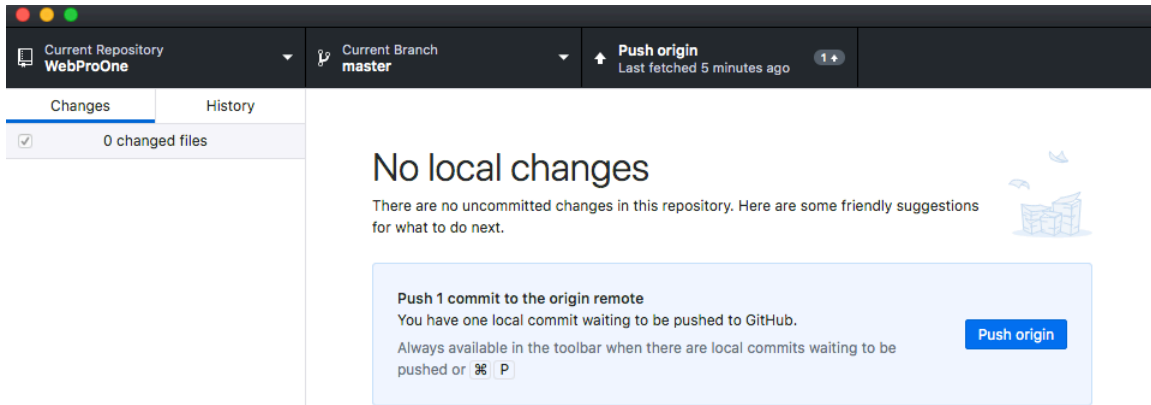 Current Repository
WebProOne
Current Branch
master
Push origin
Last fetched 5 minutes ago
1
Changes
History
0 changed files
No local changes
There are no uncommitted changes in this repository. Here are some friendly suggestions
for what to do next.
Push 1 commit to the origin remote
You have one local commit waiting to be pushed to GitHub.
Always available in the toolbar when there are local commits waiting to be
pushed or ⌘ P
Push origin